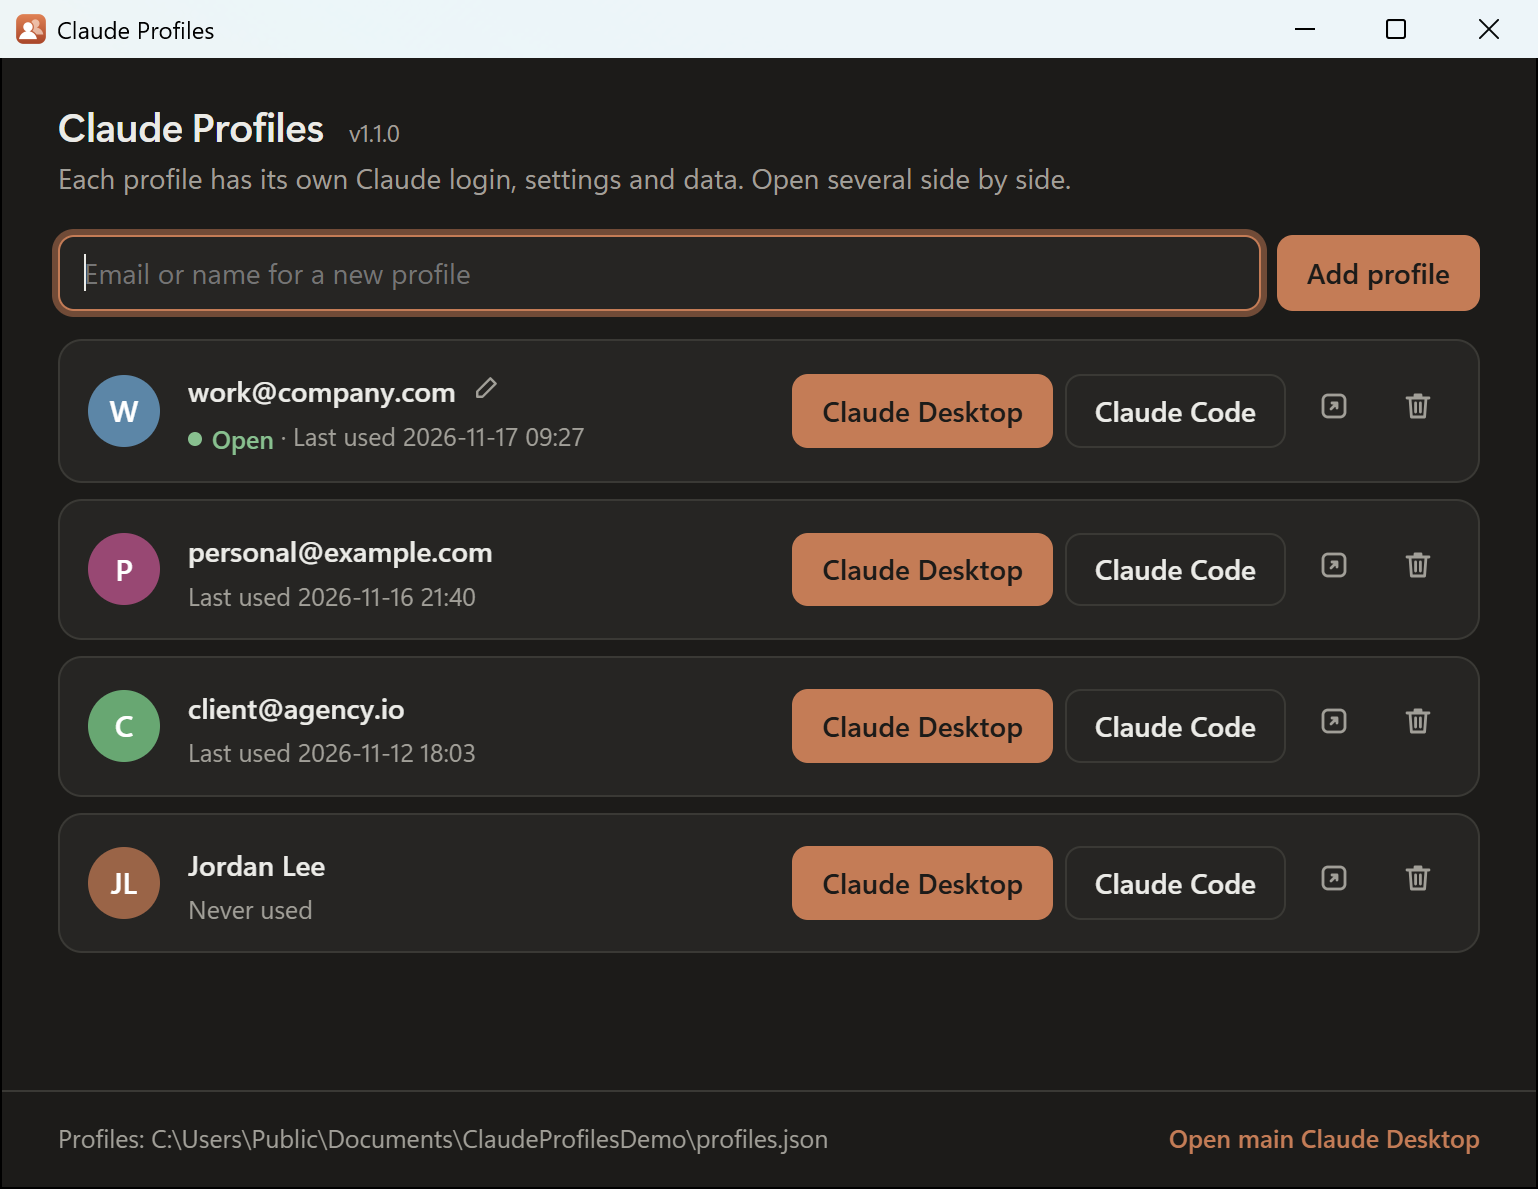 Claude Profiles
Claude Profiles v1.1.0
Each profile has its own Claude login, settings and data. Open several side by side.
Email or name for a new profile
Add profile
W
work@company.com
Open · Last used 2026-11-17 09:27
Claude Desktop
Claude Code
P
personal@example.com
Last used 2026-11-16 21:40
Claude Desktop
Claude Code
C
client@agency.io
Last used 2026-11-12 18:03
Claude Desktop
Claude Code
JL
Jordan Lee
Never used
Claude Desktop
Claude Code
Profiles: C:\Users\Public\Documents\ClaudeProfilesDemo\profiles.json
Open main Claude Desktop